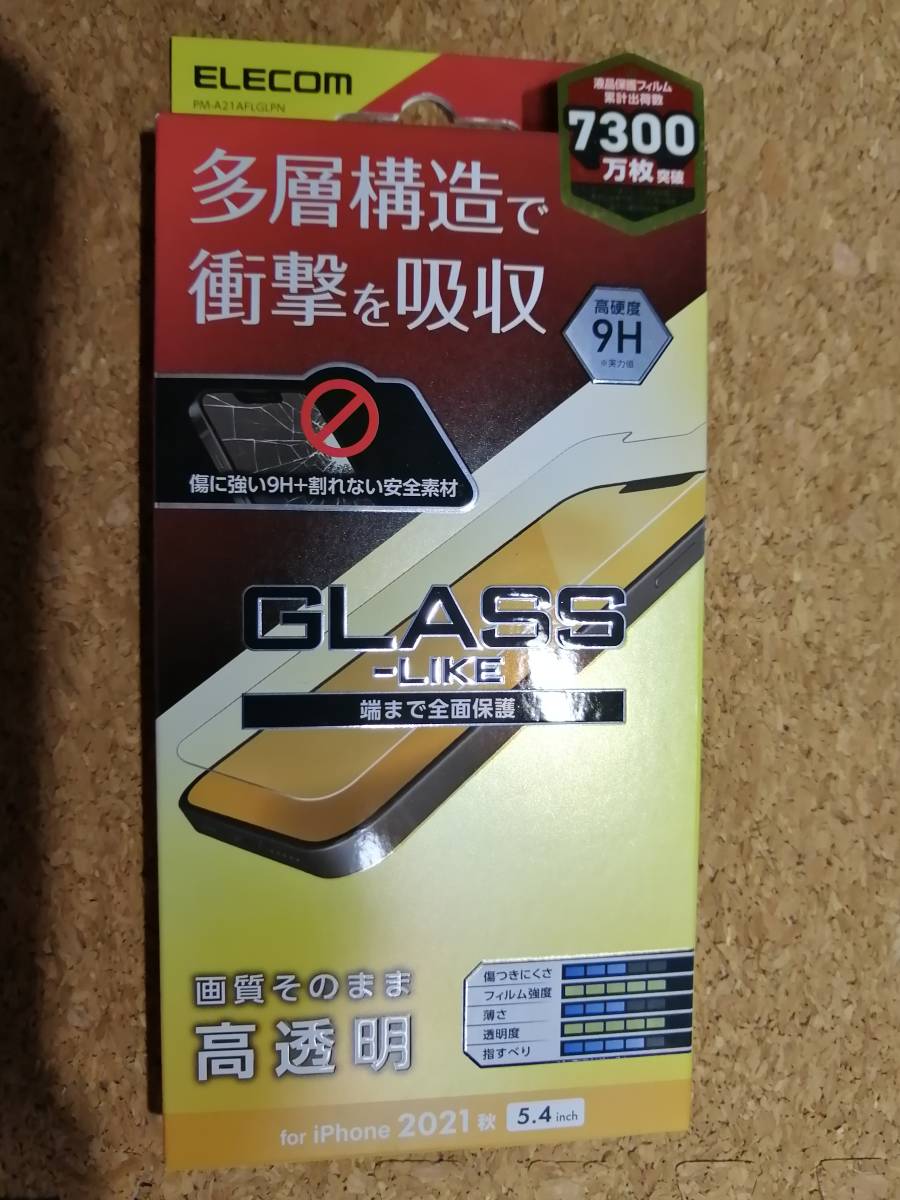 ELECOM
PM-A21AFLGLPN
液晶保護フィルム
累計出荷数
7300
万枚突破
多層構造で
衝撃を吸収
高硬度
9H
※実力値
傷に強い9H+割れない安全素材
GLASS
-LIKE
端まで全面保護
画質そのまま
高透明
傷つきにくさ
フィルム強度
薄さ
透明度
指すべり
for iPhone 2021 秋 5.4 inch